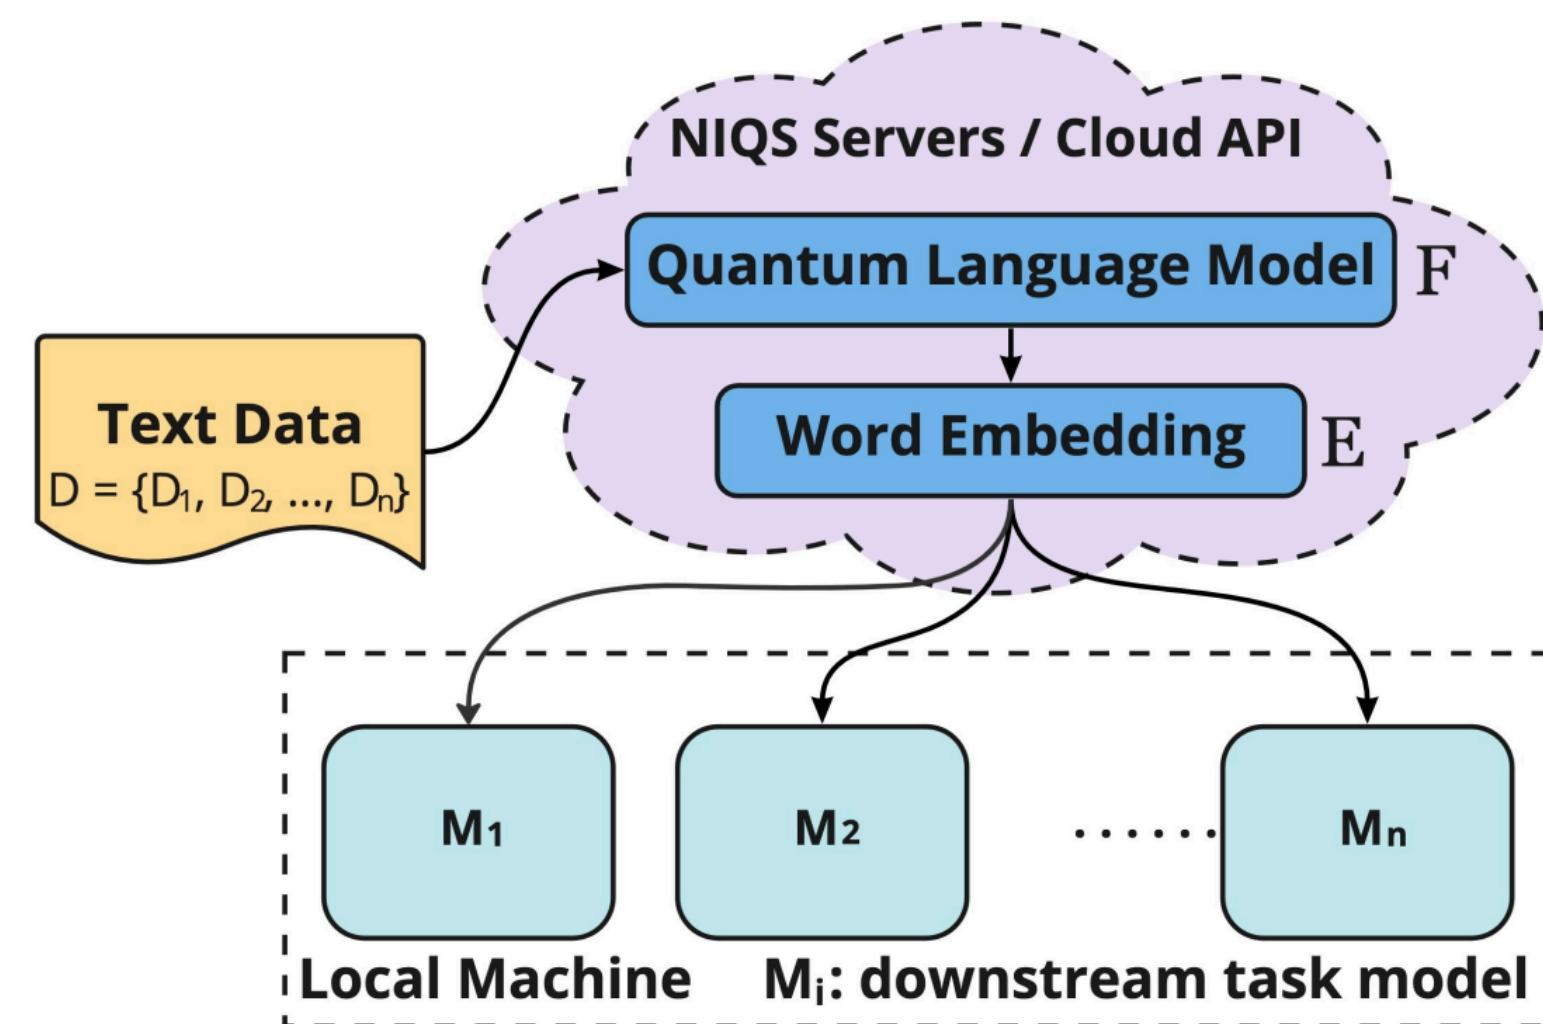 NIQS Servers / Cloud API
Quantum Language Model F
Text Data
D = {D₁, D₂, ..., Dₙ}
Word Embedding E
M₁
M₂
......
Mₙ
Local Machine
Mᵢ: downstream task model